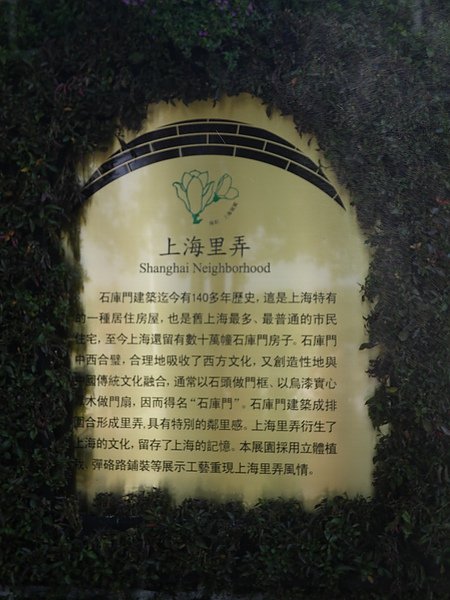 上海里弄
Shanghai Neighborhood
石庫門建築迄今有140多年歷史，這是上海特有
的一種居住房屋，也是舊上海最多、最普通的市民
住宅，至今上海還留有數十萬幢石庫門房子。石庫門
中西合璧，合理地吸收了西方文化，又創造性地與
中國傳統文化融合，通常以石頭做門框、以烏漆實心
木做門扇，因而得名“石庫門”。石庫門建築成排
圍合形成里弄，具有特別的鄰里感。上海里弄衍生了
上海的文化，留存了上海的記憶。本展園採用立體植
、彈硌路鋪裝等展示工藝重現上海里弄風情。